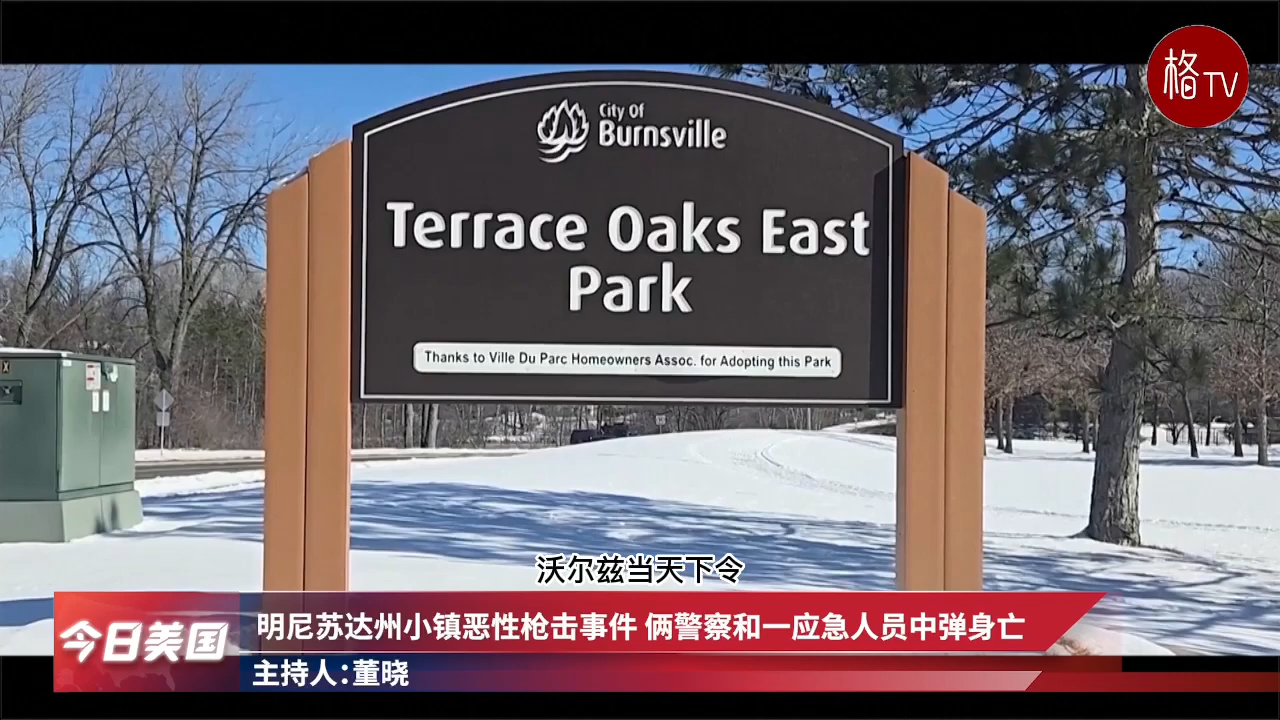 格TV
City Of
Burnsville
Terrace Oaks East
Park
Thanks to Ville Du Parc Homeowners Assoc. for Adopting this Park
沃尔兹当天下令
今日美国
明尼苏达州小镇恶性枪击事件 俩警察和一应急人员中弹身亡
主持人:董晓